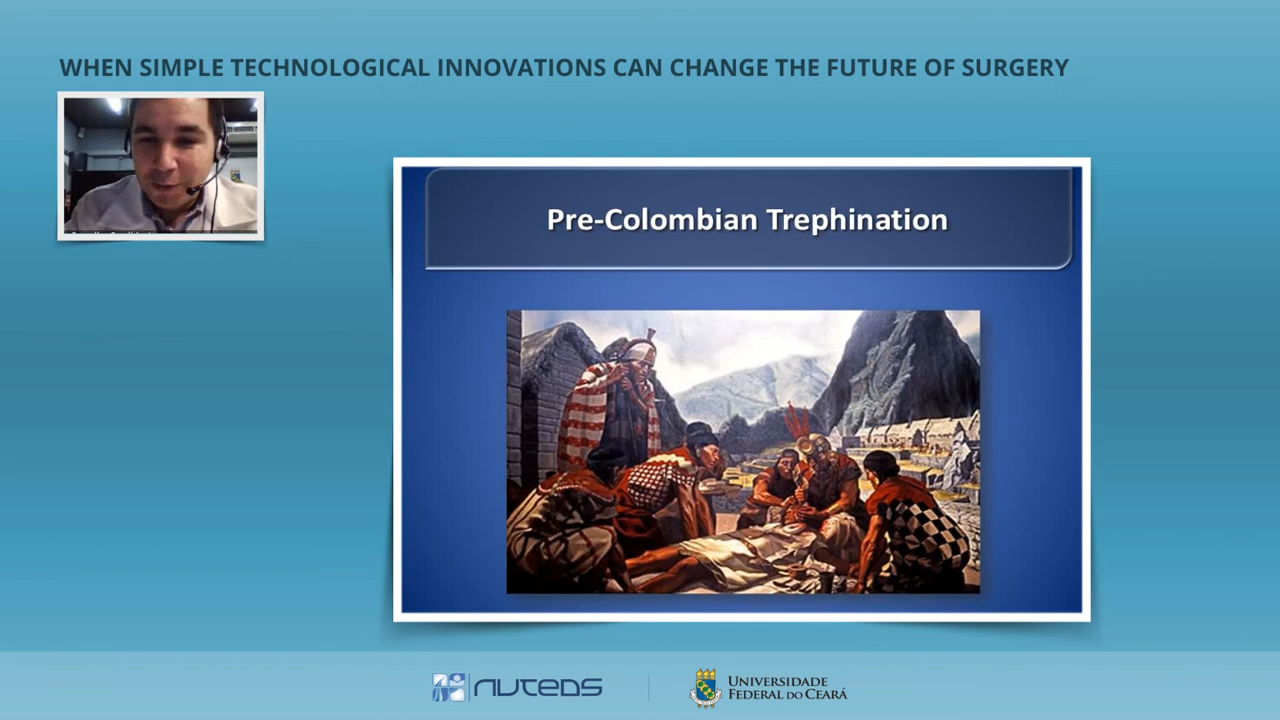 WHEN SIMPLE TECHNOLOGICAL INNOVATIONS CAN CHANGE THE FUTURE OF SURGERY
Pre-Colombian Trephination
NUTEDS
UNIVERSIDADE
FEDERAL DO CEARÁ